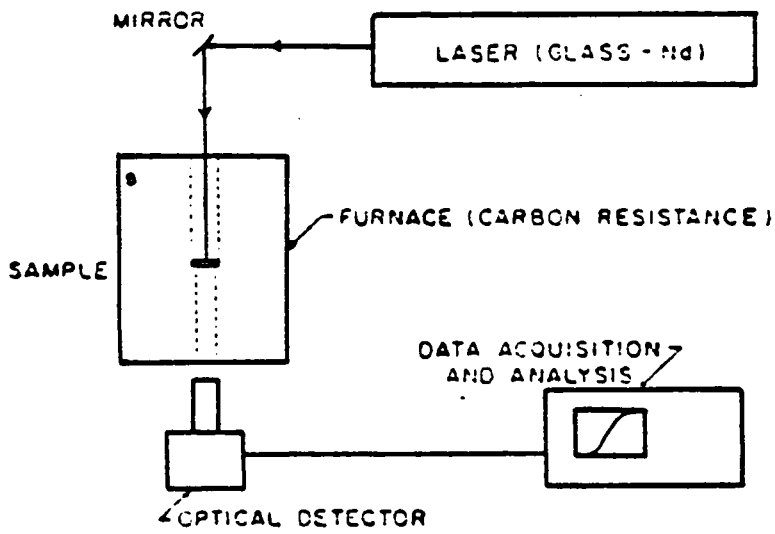 MIRROR
LASER (GLASS - Nd)
FURNACE (CARBON RESISTANCE)
SAMPLE
DATA ACQUISITION
AND ANALYSIS
OPTICAL DETECTOR